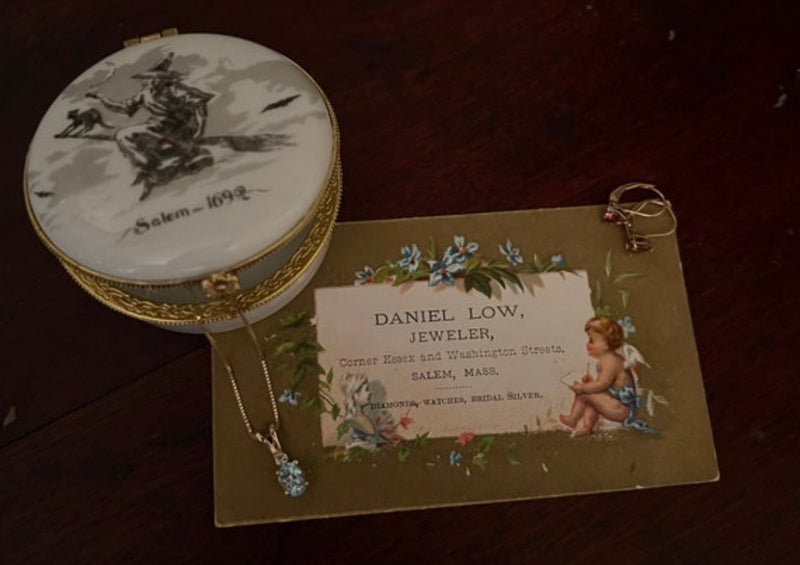 Salem - 1692
DANIEL LOW,
JEWELER,
Corner Essex and Washington Streets,
SALEM, MASS.
DIAMONDS, WATCHES, BRIDAL SILVER.